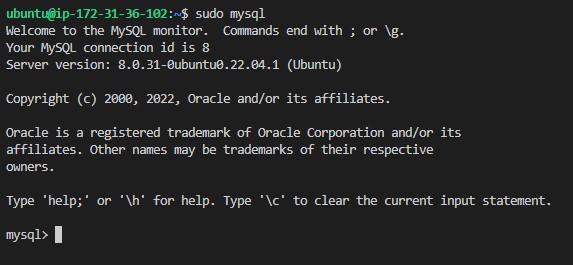 ubuntu@ip-172-31-36-102:~$ sudo mysql
Welcome to the MySQL monitor.  Commands end with ; or \g.
Your MySQL connection id is 8
Server version: 8.0.31-0ubuntu0.22.04.1 (Ubuntu)
Copyright (c) 2000, 2022, Oracle and/or its affiliates.
Oracle is a registered trademark of Oracle Corporation and/or its
affiliates. Other names may be trademarks of their respective
owners.
Type 'help;' or '\h' for help. Type '\c' to clear the current input statement.
mysql>